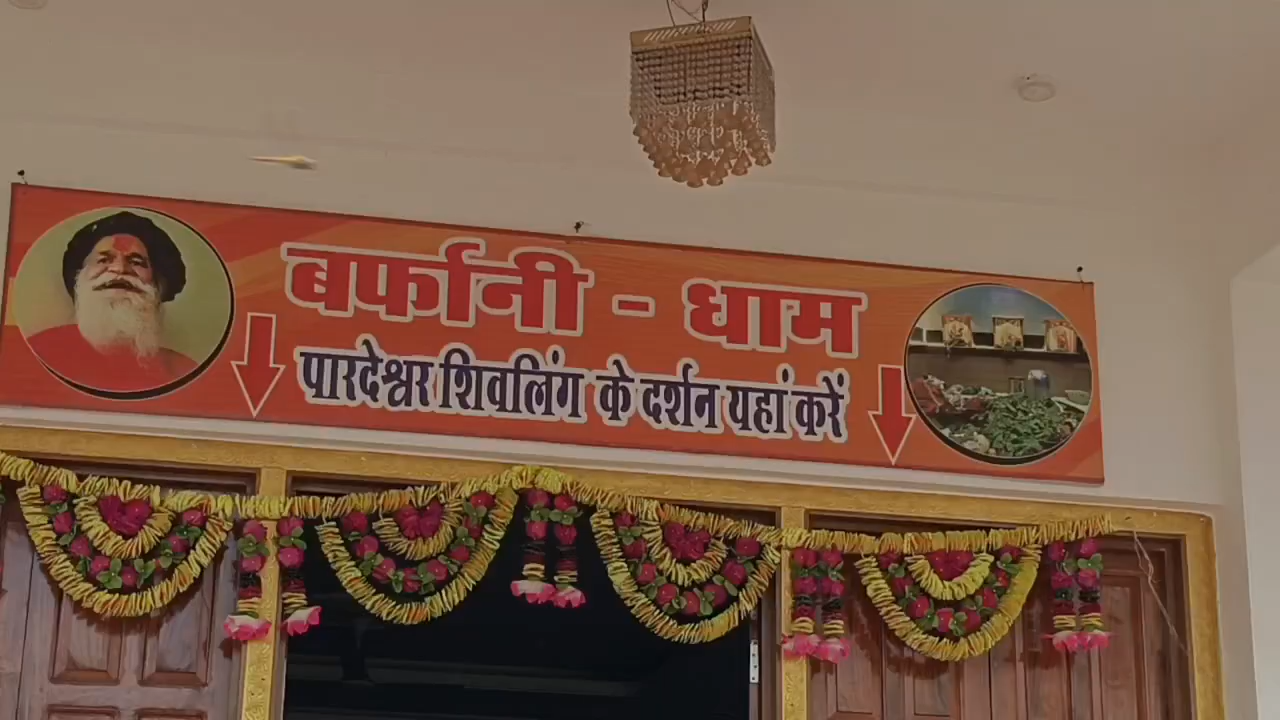 बर्फानी - धाम
पारदेश्वर शिवलिंग के दर्शन यहां करें